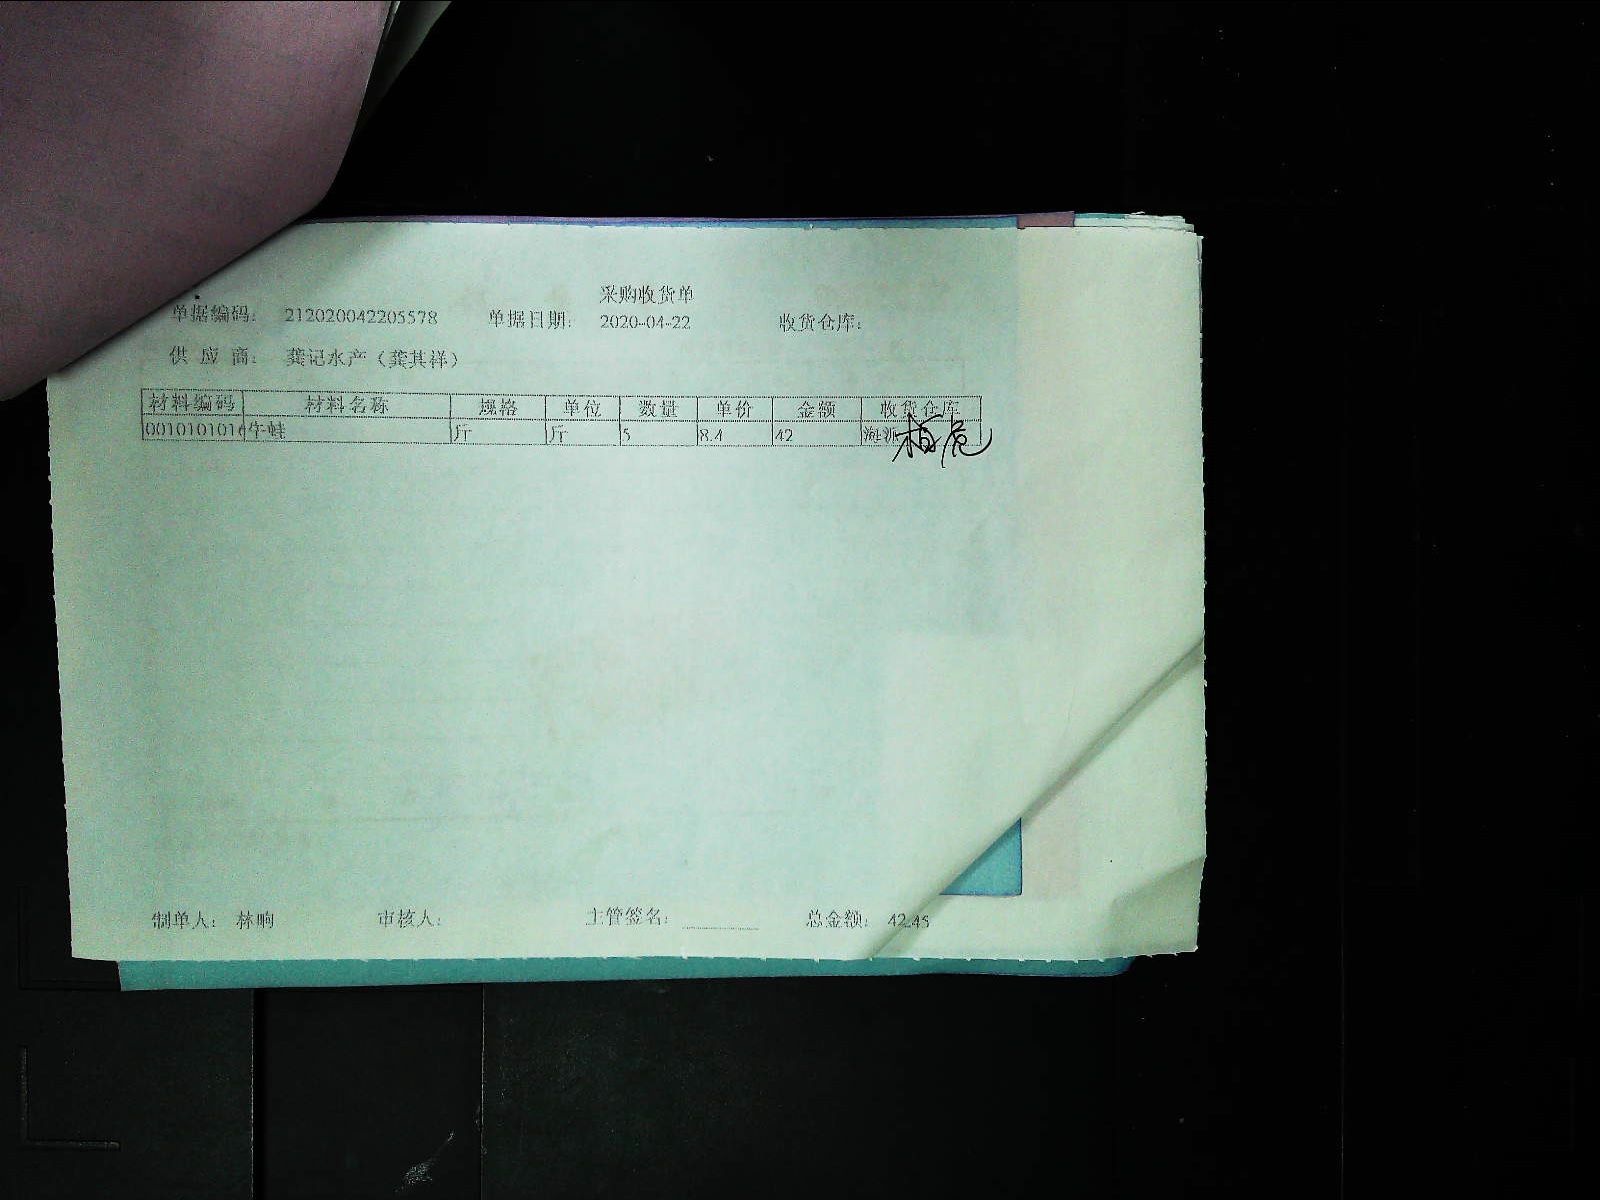 采购收货单
单据编码： 212020042205578 单据日期： 2020-04-22 收货仓库：
供 应 商： 龚记水产（龚其祥）
材料编码 材料名称 规格 单位 数量 单价 金额 收货仓库
001010101 牛蛙 斤 斤 5 8.4 42 海派
制单人： 林晌 审核人： 主管签名： 总金额： 42.45